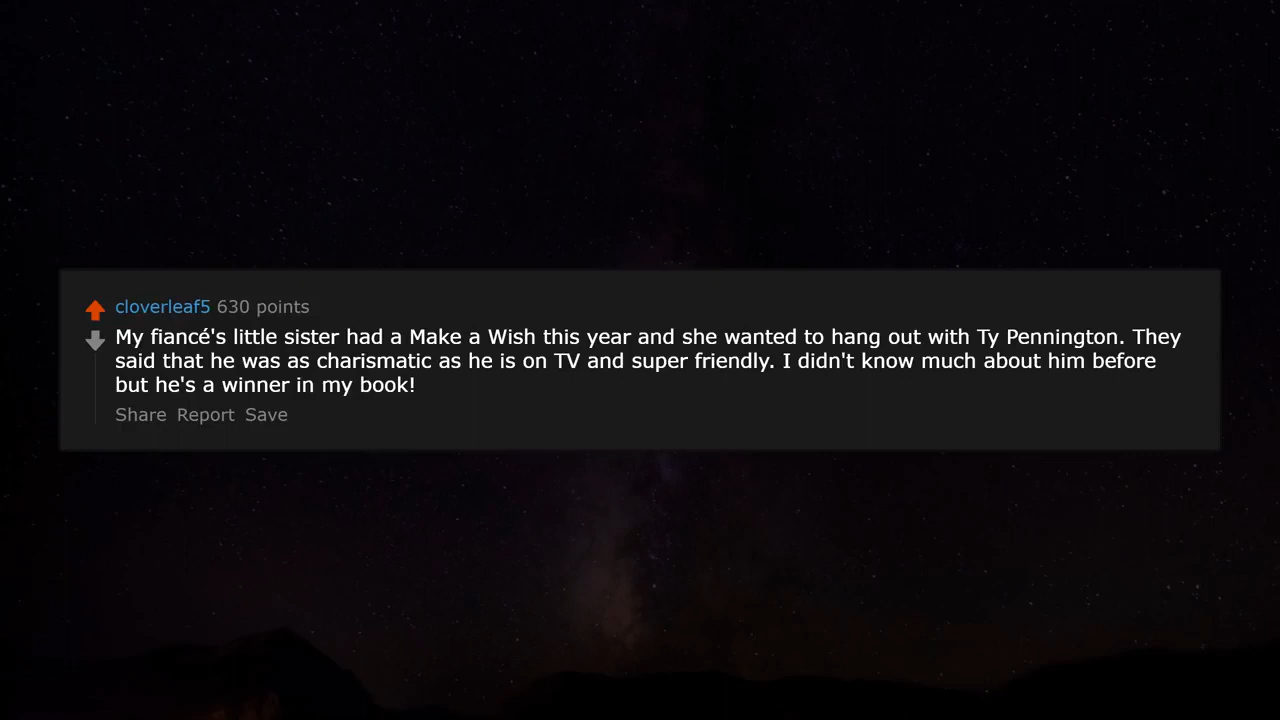 cloverleaf5 630 points
My fiancé's little sister had a Make a Wish this year and she wanted to hang out with Ty Pennington. They
said that he was as charismatic as he is on TV and super friendly. I didn't know much about him before
but he's a winner in my book!
Share Report Save